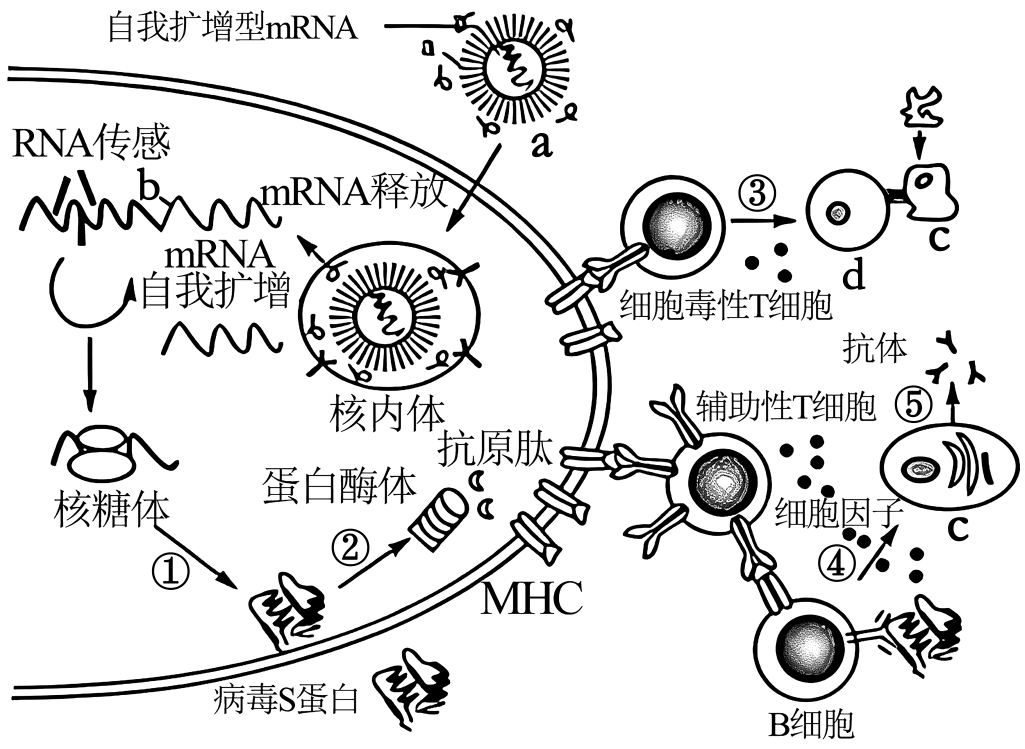 自我扩增型mRNA
a
RNA传感
b
mRNA释放
mRNA
自我扩增
核内体
③
c
d
细胞毒性T细胞
抗体
辅助性T细胞
⑤
抗原肽
蛋白酶体
核糖体
细胞因子
c
①
②
④
MHC
病毒S蛋白
B细胞